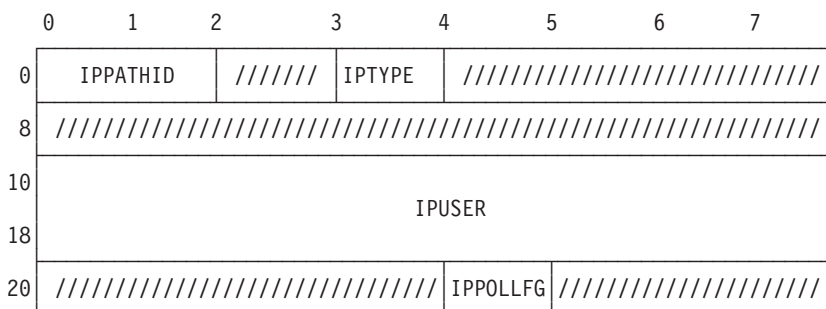 0 1 2 3 4 5 6 7
0 IPPATHID /////// IPTYPE //////////////////////////////
8 ////////////////////////////////////////////////////////////////
10
IPUSER
18
20 //////////////////////////////// IPPOLLFG //////////////////////